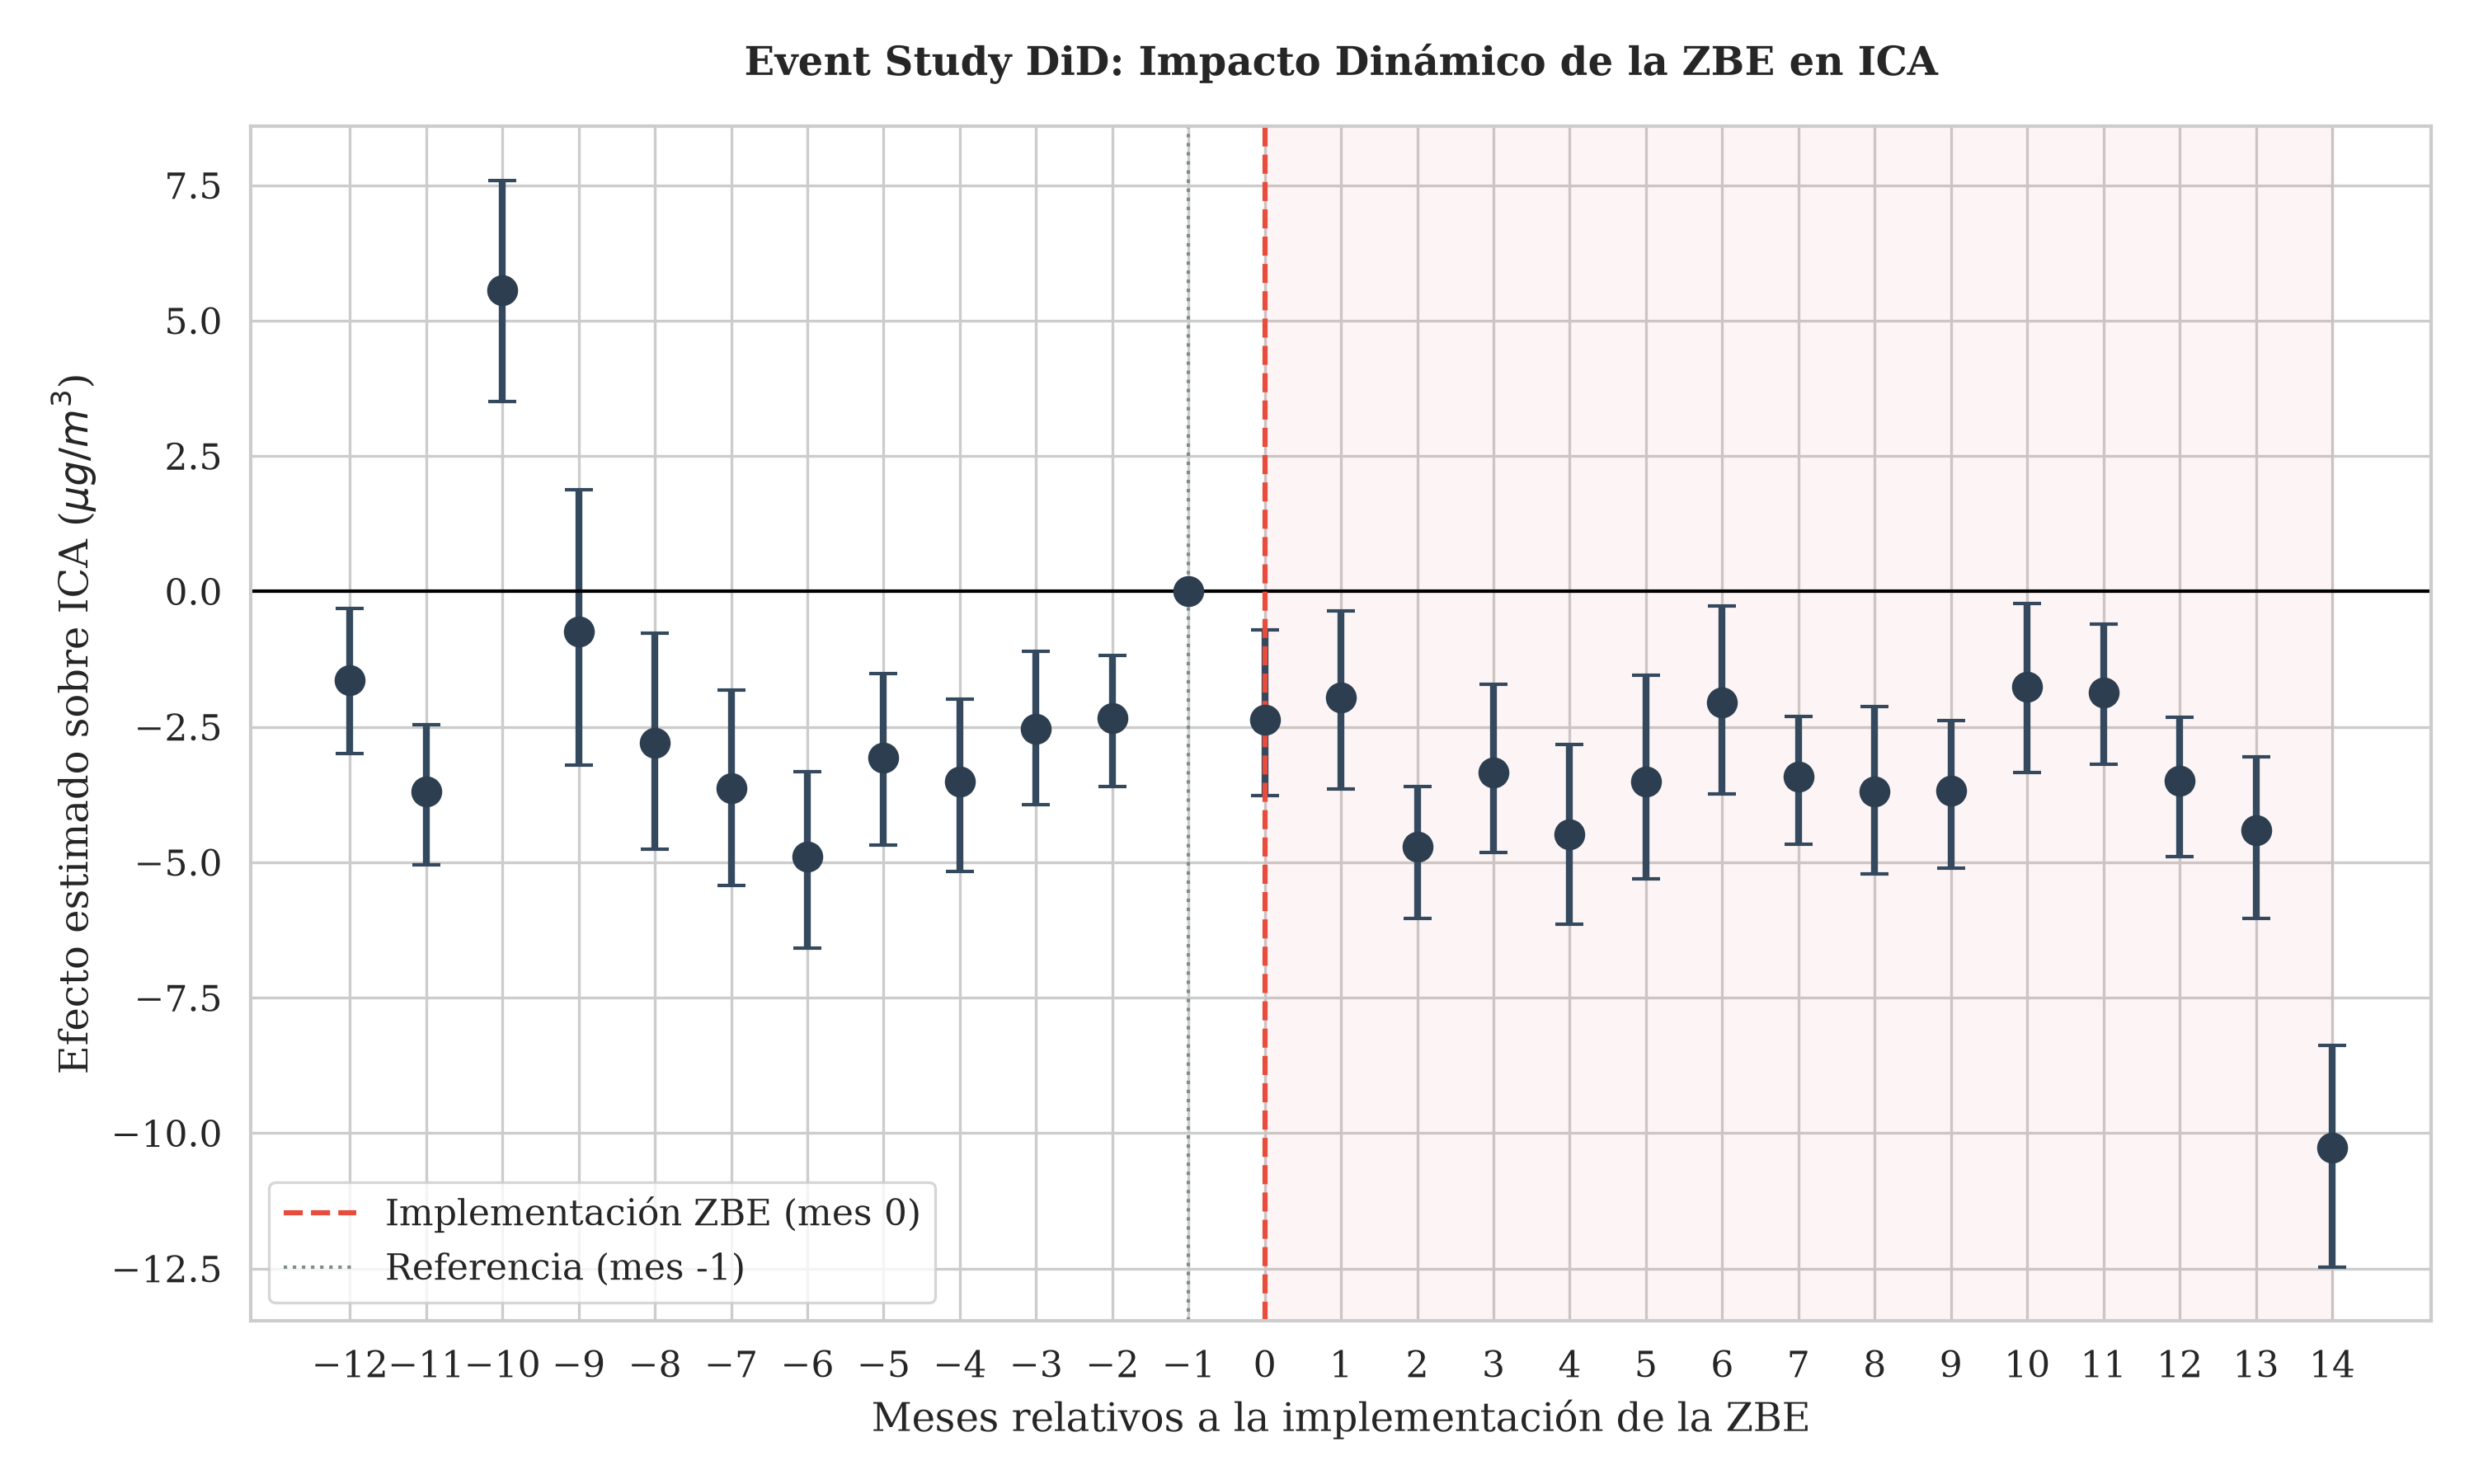 Event Study DiD: Impacto Dinámico de la ZBE en ICA
Efecto estimado sobre ICA (μg/m³)
7.5
5.0
2.5
0.0
−2.5
−5.0
−7.5
−10.0
−12.5
Implementación ZBE (mes 0)
Referencia (mes -1)
−12 −11 −10 −9 −8 −7 −6 −5 −4 −3 −2 −1 0 1 2 3 4 5 6 7 8 9 10 11 12 13 14
Meses relativos a la implementación de la ZBE